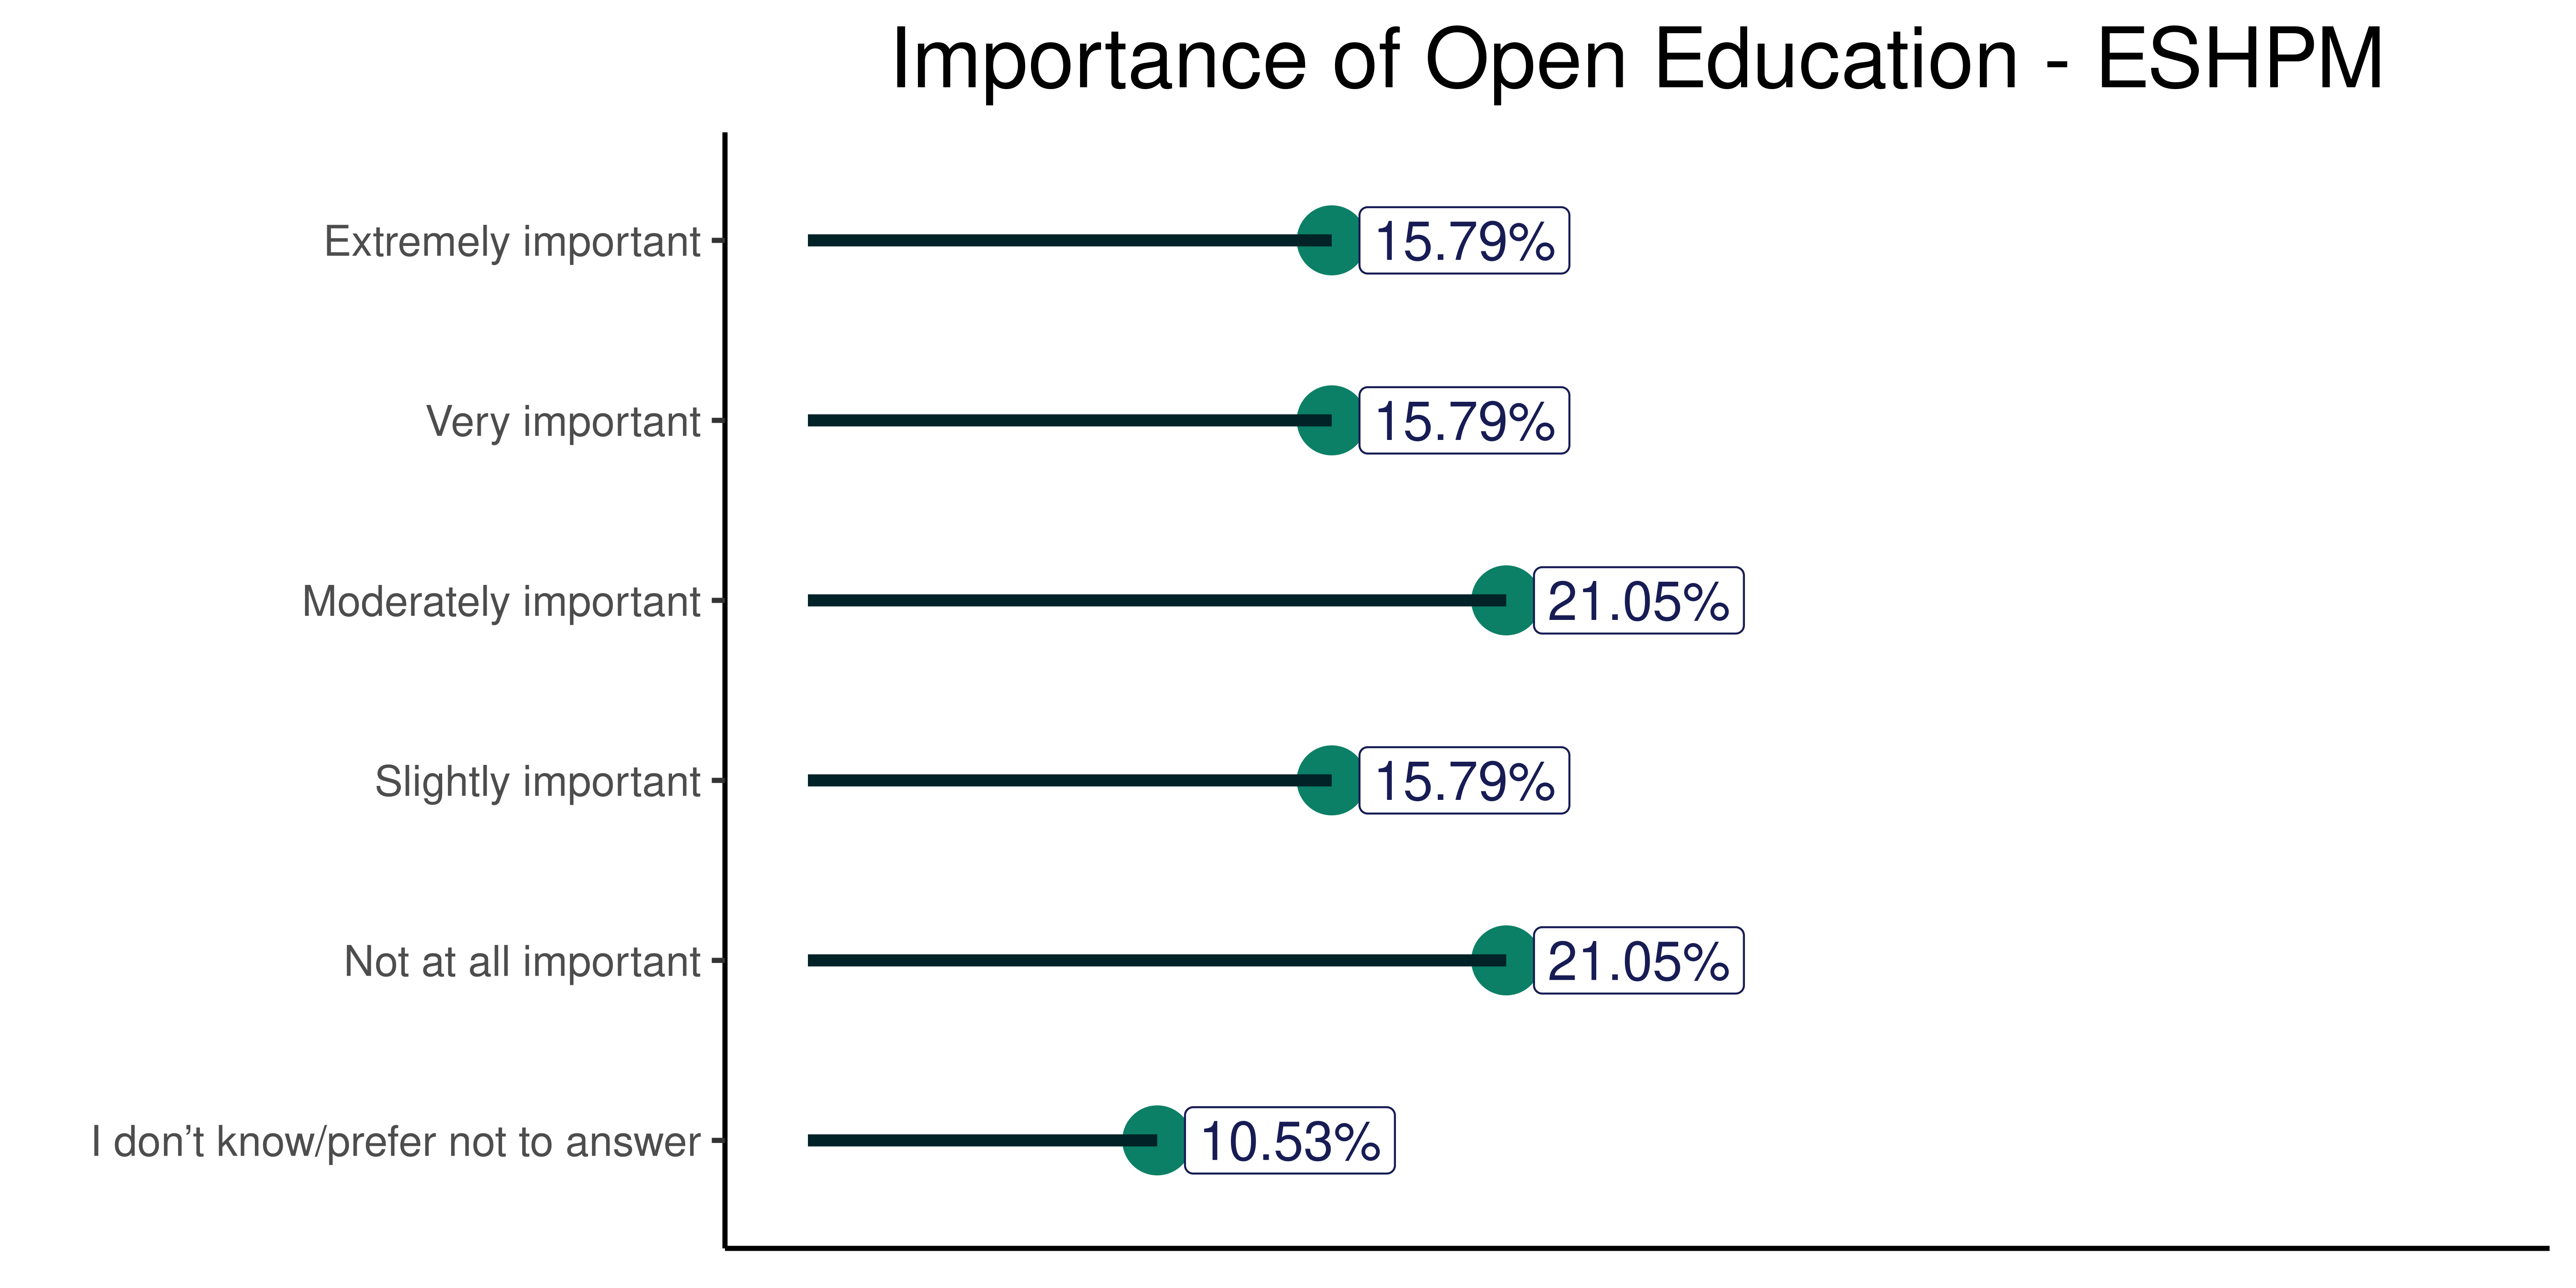 Importance of Open Education - ESHPM
Extremely important 15.79%
Very important 15.79%
Moderately important 21.05%
Slightly important 15.79%
Not at all important 21.05%
I don’t know/prefer not to answer 10.53%